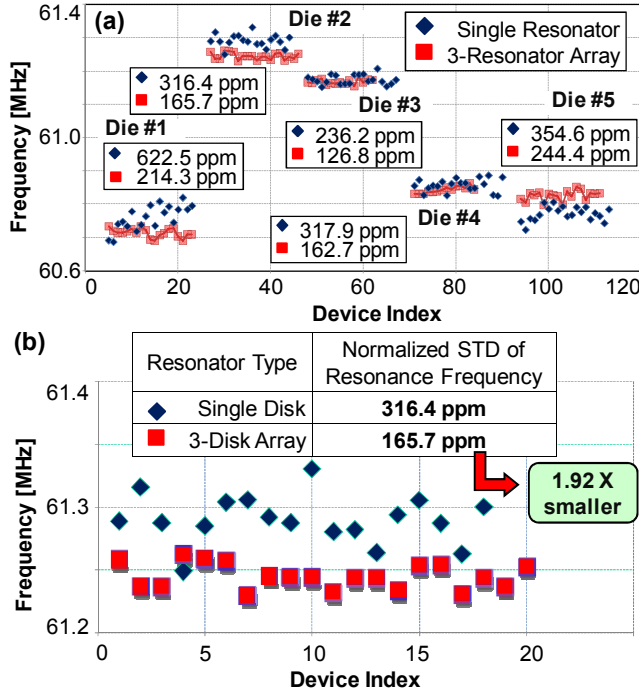 (a)
Die #2
Single Resonator
3-Resonator Array
61.4
61.0
60.6
Frequency [MHz]
316.4 ppm
165.7 ppm
Die #3
Die #5
Die #1
236.2 ppm
126.8 ppm
354.6 ppm
244.4 ppm
622.5 ppm
214.3 ppm
Die #4
317.9 ppm
162.7 ppm
0 20 40 60 80 100 120
Device Index
(b)
Resonator Type
Normalized STD of
Resonance Frequency
Single Disk
316.4 ppm
3-Disk Array
165.7 ppm
1.92 X
smaller
61.4
61.3
61.2
Frequency [MHz]
0 5 10 15 20
Device Index